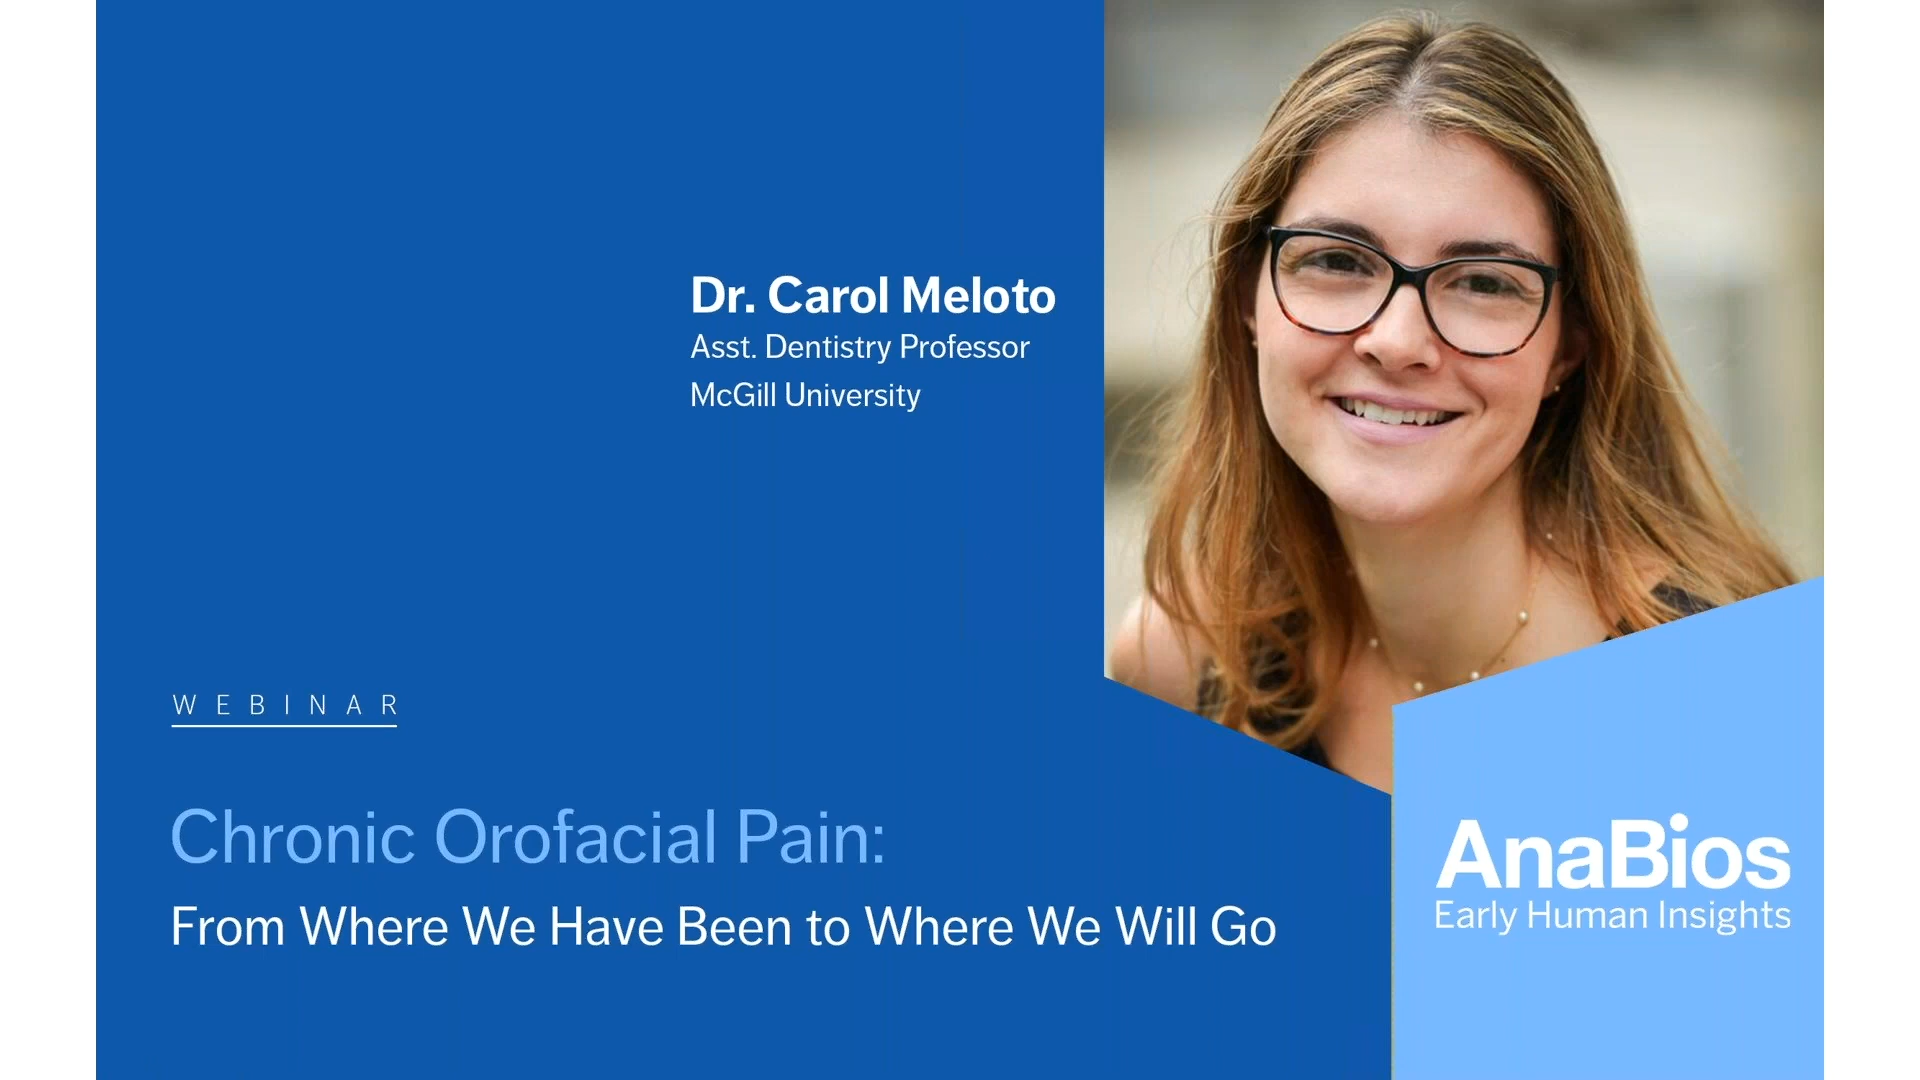 Dr. Carol Meloto
Asst. Dentistry Professor
McGill University
WEBINAR
Chronic Orofacial Pain:
From Where We Have Been to Where We Will Go
AnaBios
Early Human Insights